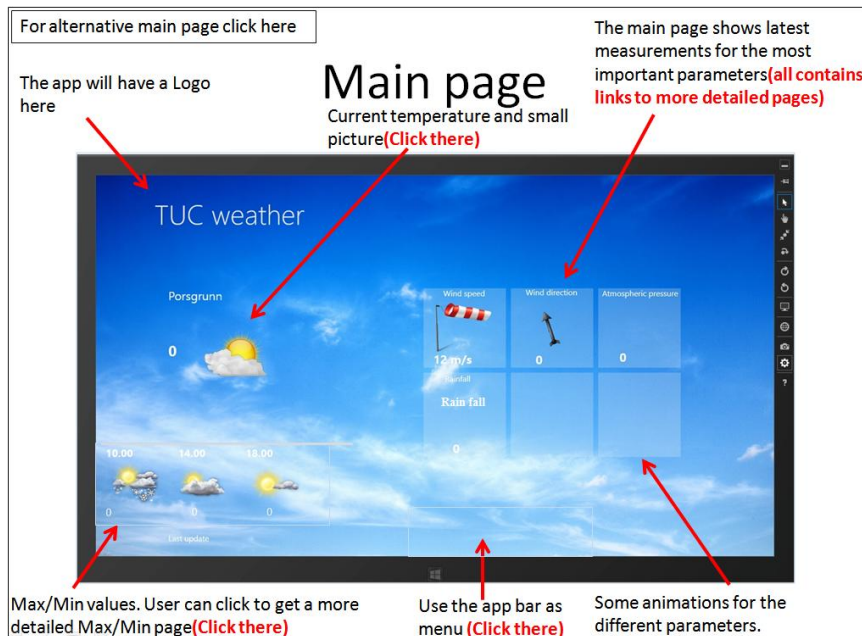 For alternative main page click here
The app will have a Logo
here
Main page
Current temperature and small
picture(Click there)
The main page shows latest
measurements for the most
important parameters(all contains
links to more detailed pages)
TUC weather
Porsgrunn
0
Wind speed
12 m/s
Wind direction
0
Atmospheric pressure
0
Rainfall
Rain fall
0
10.00 14.00 18.00
0 0 0
Last update
Max/Min values. User can click to get a more
detailed Max/Min page(Click there)
Use the app bar as
menu (Click there)
Some animations for the
different parameters.